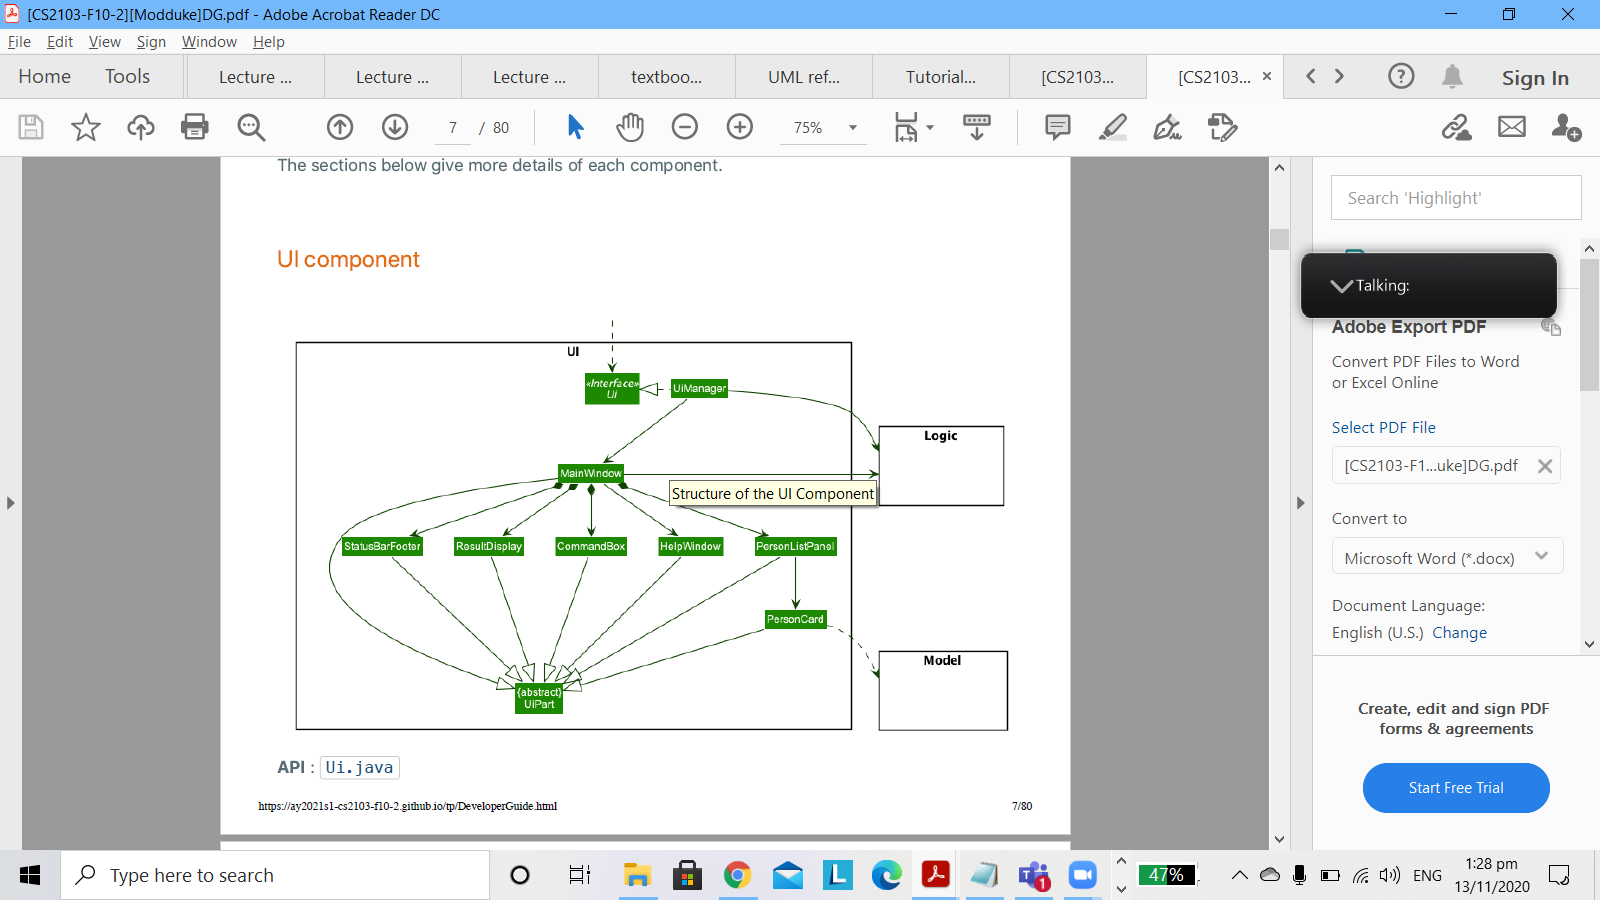 [CS2103-F10-2][Modduke]DG.pdf - Adobe Acrobat Reader DC
File Edit View Sign Window Help
Home Tools Lecture ... Lecture ... Lecture ... textboo... UML ref... Tutorial... [CS2103... [CS2103... Sign In
7 / 80 75%
The sections below give more details of each component.
UI component
UI
«Interface»
Ui
UiManager
Logic
MainWindow
Structure of the UI Component
StatusBarFooter ResultDisplay CommandBox HelpWindow PersonListPanel
PersonCard
Model
{abstract}
UiPart
API : Ui.java
https://ay2021s1-cs2103-f10-2.github.io/tp/DeveloperGuide.html 7/80
Search 'Highlight'
Talking:
Adobe Export PDF
Convert PDF Files to Word
or Excel Online
Select PDF File
[CS2103-F1...uke]DG.pdf
Convert to
Microsoft Word (*.docx)
Document Language:
English (U.S.) Change
Create, edit and sign PDF
forms & agreements
Start Free Trial
Type here to search
L
1
47%
ENG
1:28 pm
13/11/2020